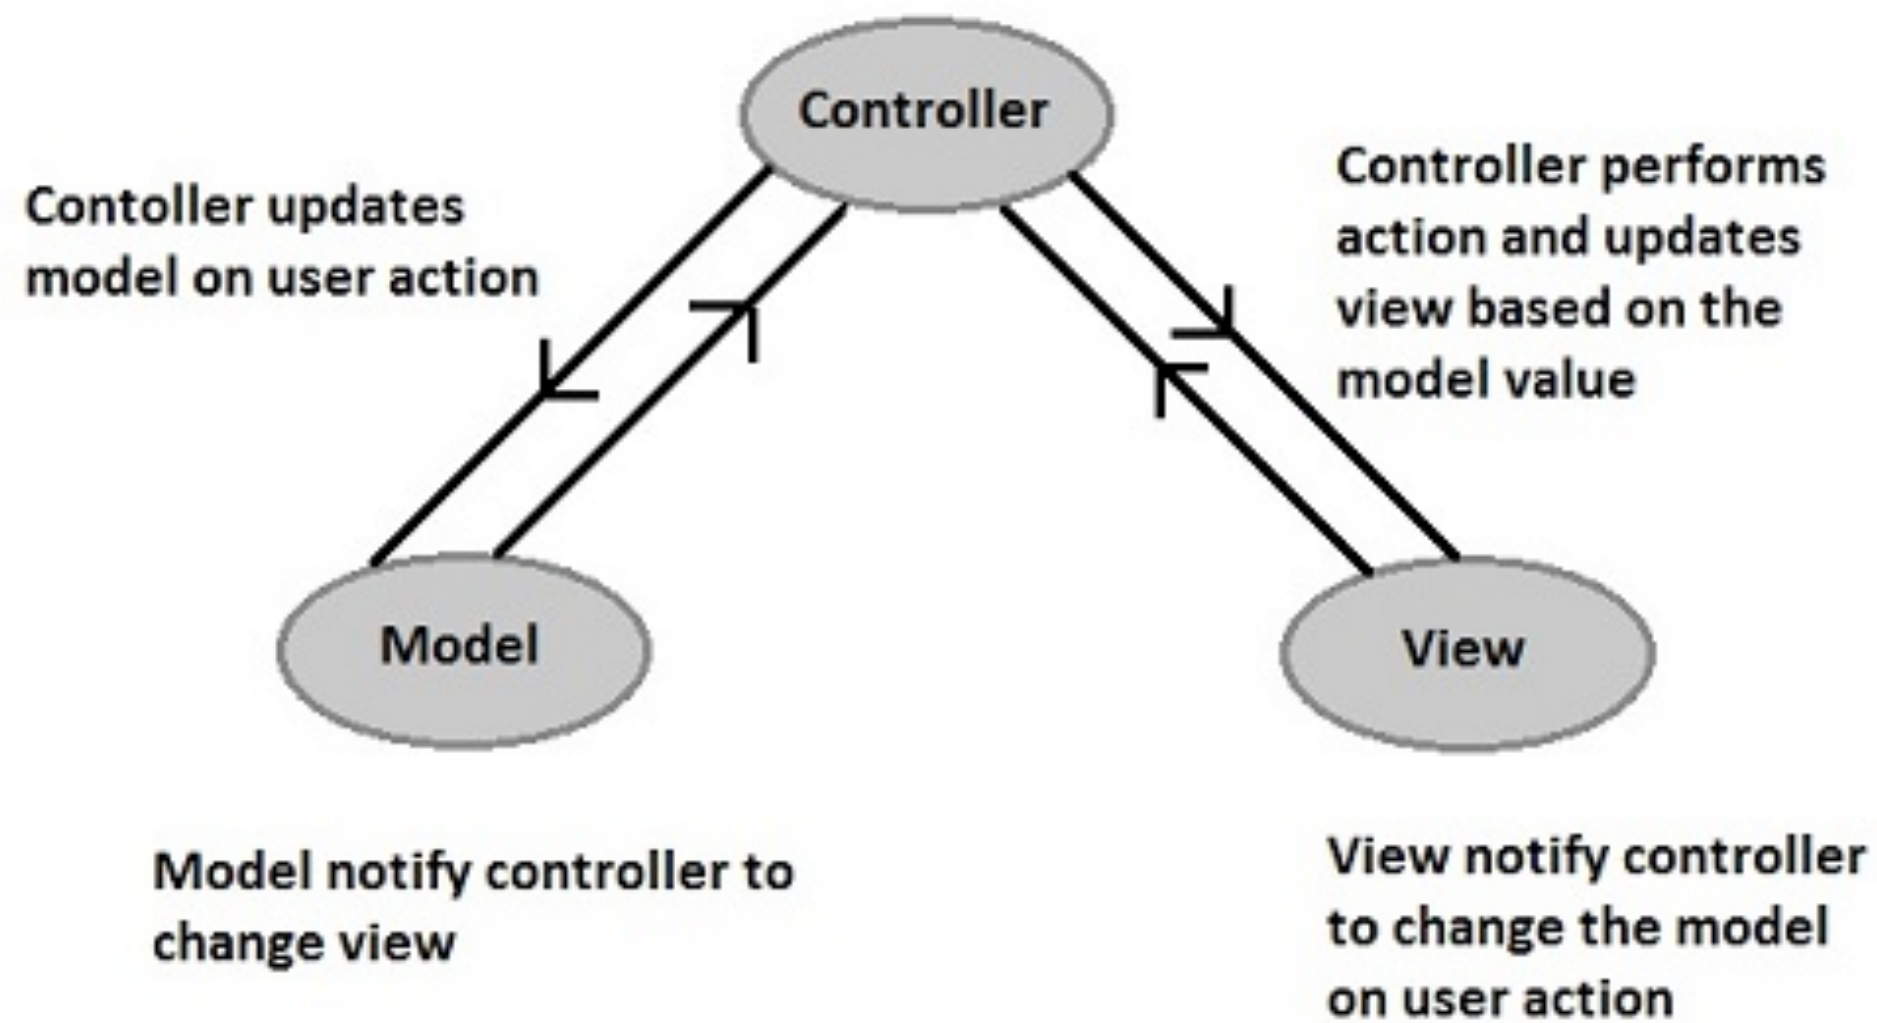 Controller
Contoller updates
model on user action
Controller performs
action and updates
view based on the
model value
Model
View
Model notify controller to
change view
View notify controller
to change the model
on user action